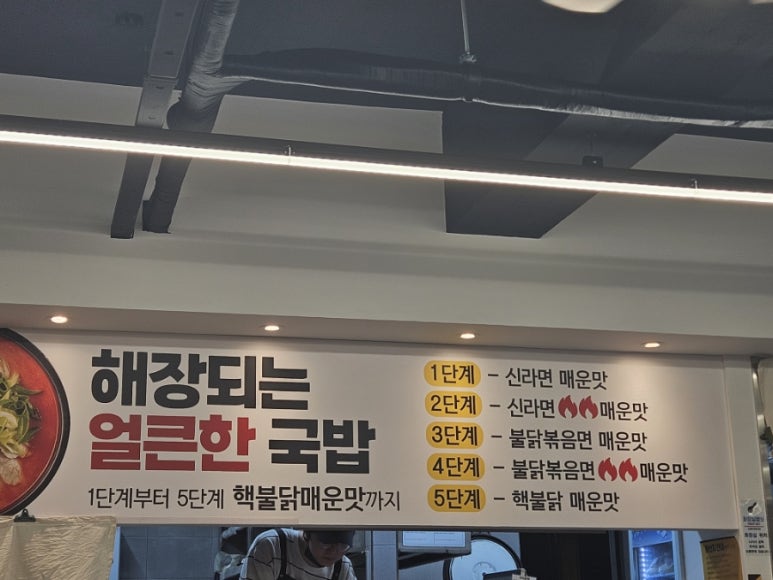 해장되는
얼큰한 국밥
1단계부터 5단계 핵불닭매운맛까지
1단계 - 신라면 매운맛
2단계 - 신라면🔥🔥매운맛
3단계 - 불닭볶음면 매운맛
4단계 - 불닭볶음면🔥🔥매운맛
5단계 - 핵불닭 매운맛